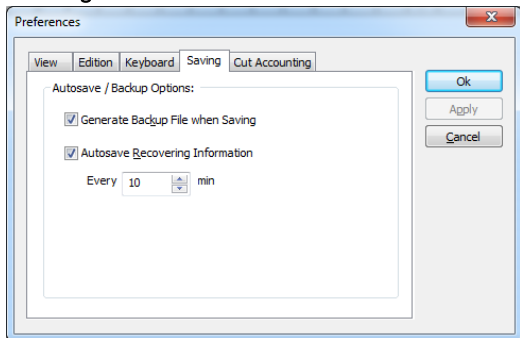 Preferences
View Edition Keyboard Saving Cut Accounting
Autosave / Backup Options:
Generate Backup File when Saving
Autosave Recovering Information
Every 10 min
Ok
Apply
Cancel